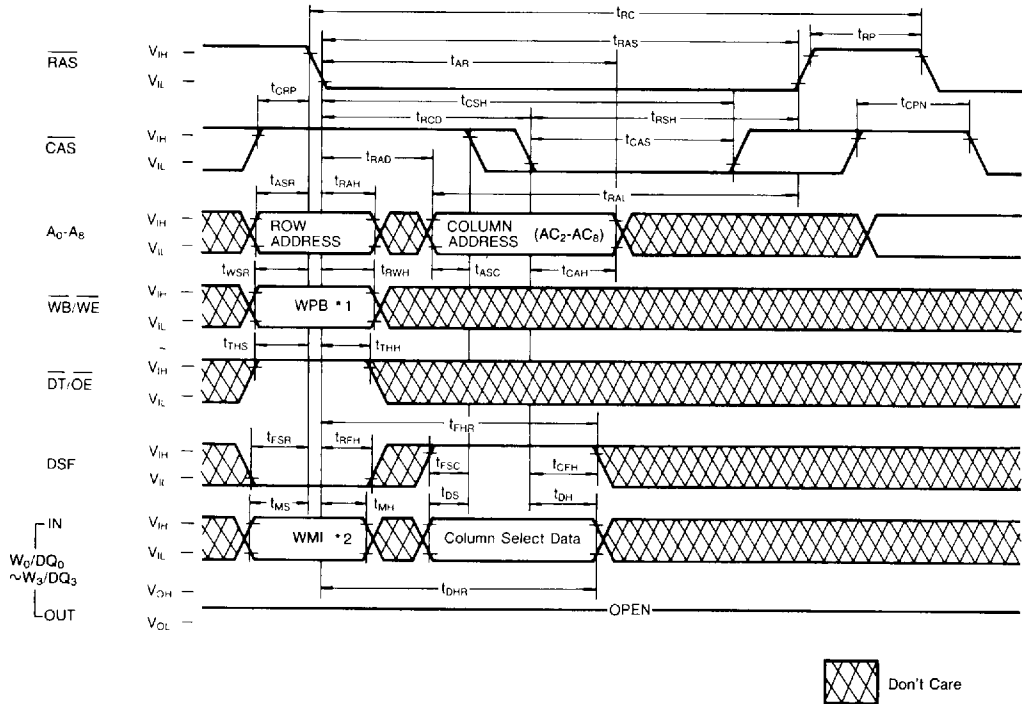 tRC
tRP
tRAS
RAS
VIH
VIL
tAR
tCRP
tCSH
tCPN
tRCD
tRSH
CAS
VIH
VIL
tCAS
tRAD
tASR
tRAH
tRAL
A0-A8
VIH
VIL
ROW
ADDRESS
COLUMN
ADDRESS
(AC2-AC8)
tWSR
tRWH
tASC
tCAH
WB/WE
VIH
VIL
WPB *1
tTHS
tTHH
DT/OE
VIH
VIL
tFHR
tFSR
tRFH
DSF
VIH
VIL
tFSC
tCFH
tMS
tMH
tDS
tDH
IN
VIH
VIL
WMI *2
Column Select Data
W0/DQ0
~W3/DQ3
tDHR
VOH
OUT
VOL
OPEN
Don't Care